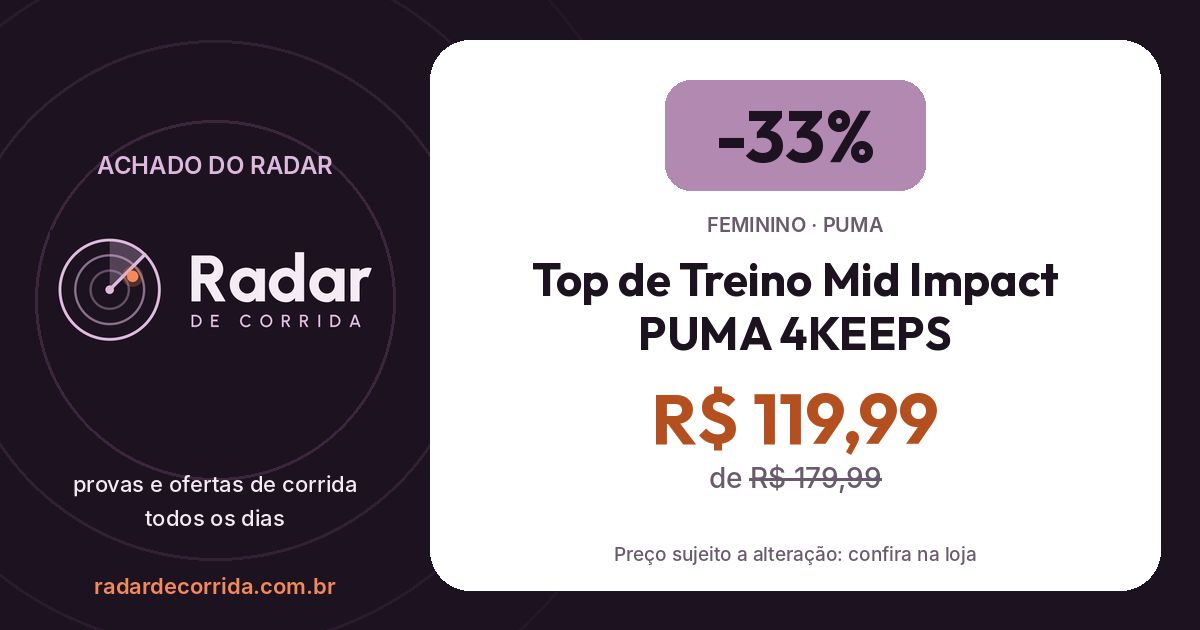 ACHADO DO RADAR
Radar
DE CORRIDA
provas e ofertas de corrida
todos os dias
radardecorrida.com.br
-33%
FEMININO · PUMA
Top de Treino Mid Impact
PUMA 4KEEPS
R$ 119,99
de R$ 179,99
Preço sujeito a alteração: confira na loja